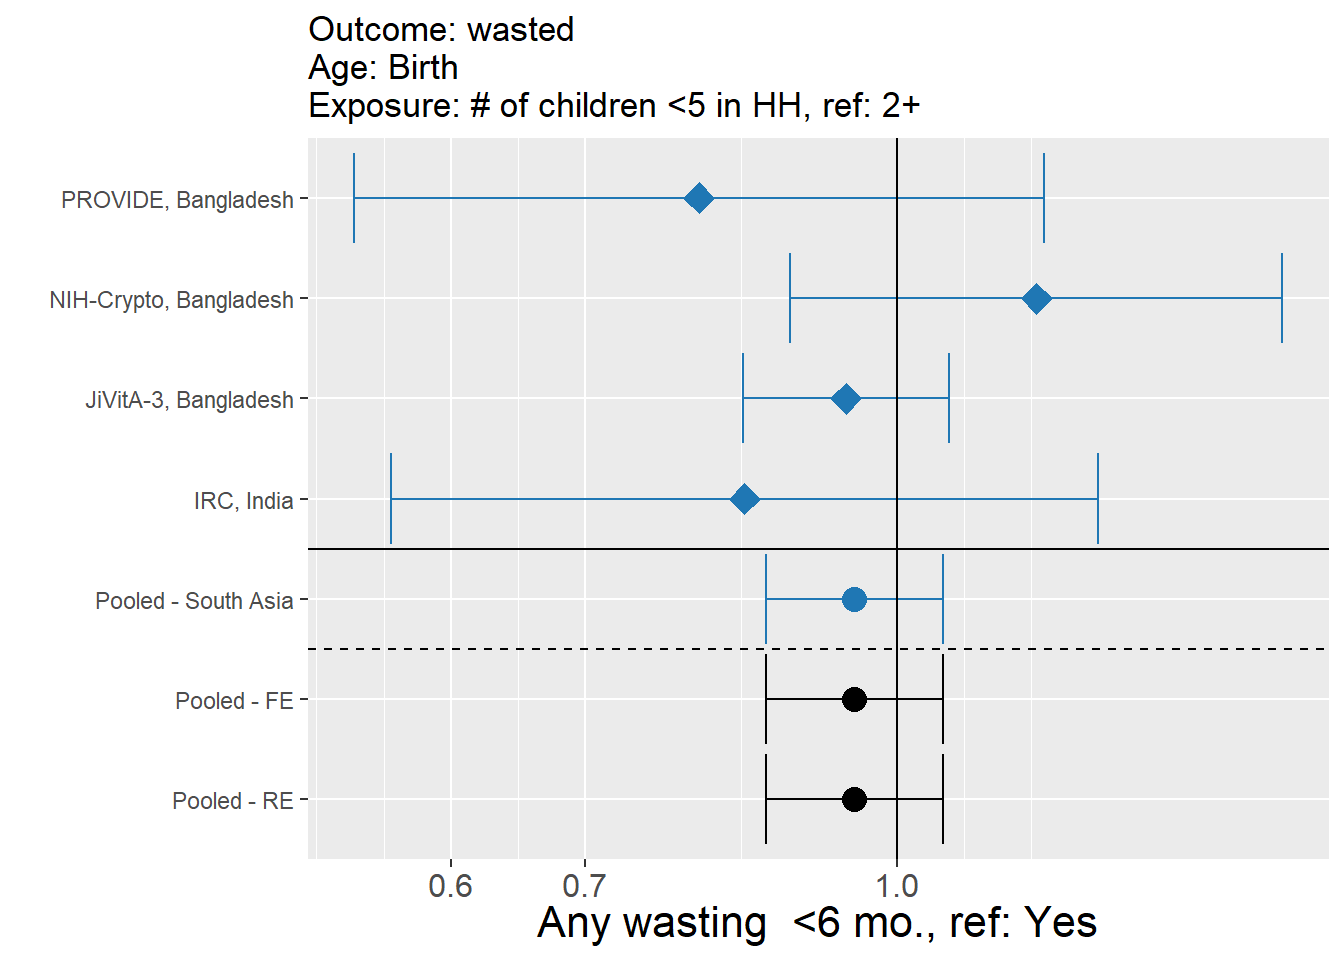 Outcome: wasted
Age: Birth
Exposure: # of children <5 in HH, ref: 2+
PROVIDE, Bangladesh
NIH-Crypto, Bangladesh
JiVitA-3, Bangladesh
IRC, India
Pooled - South Asia
Pooled - FE
Pooled - RE
0.6 0.7 1.0
Any wasting  <6 mo., ref: Yes